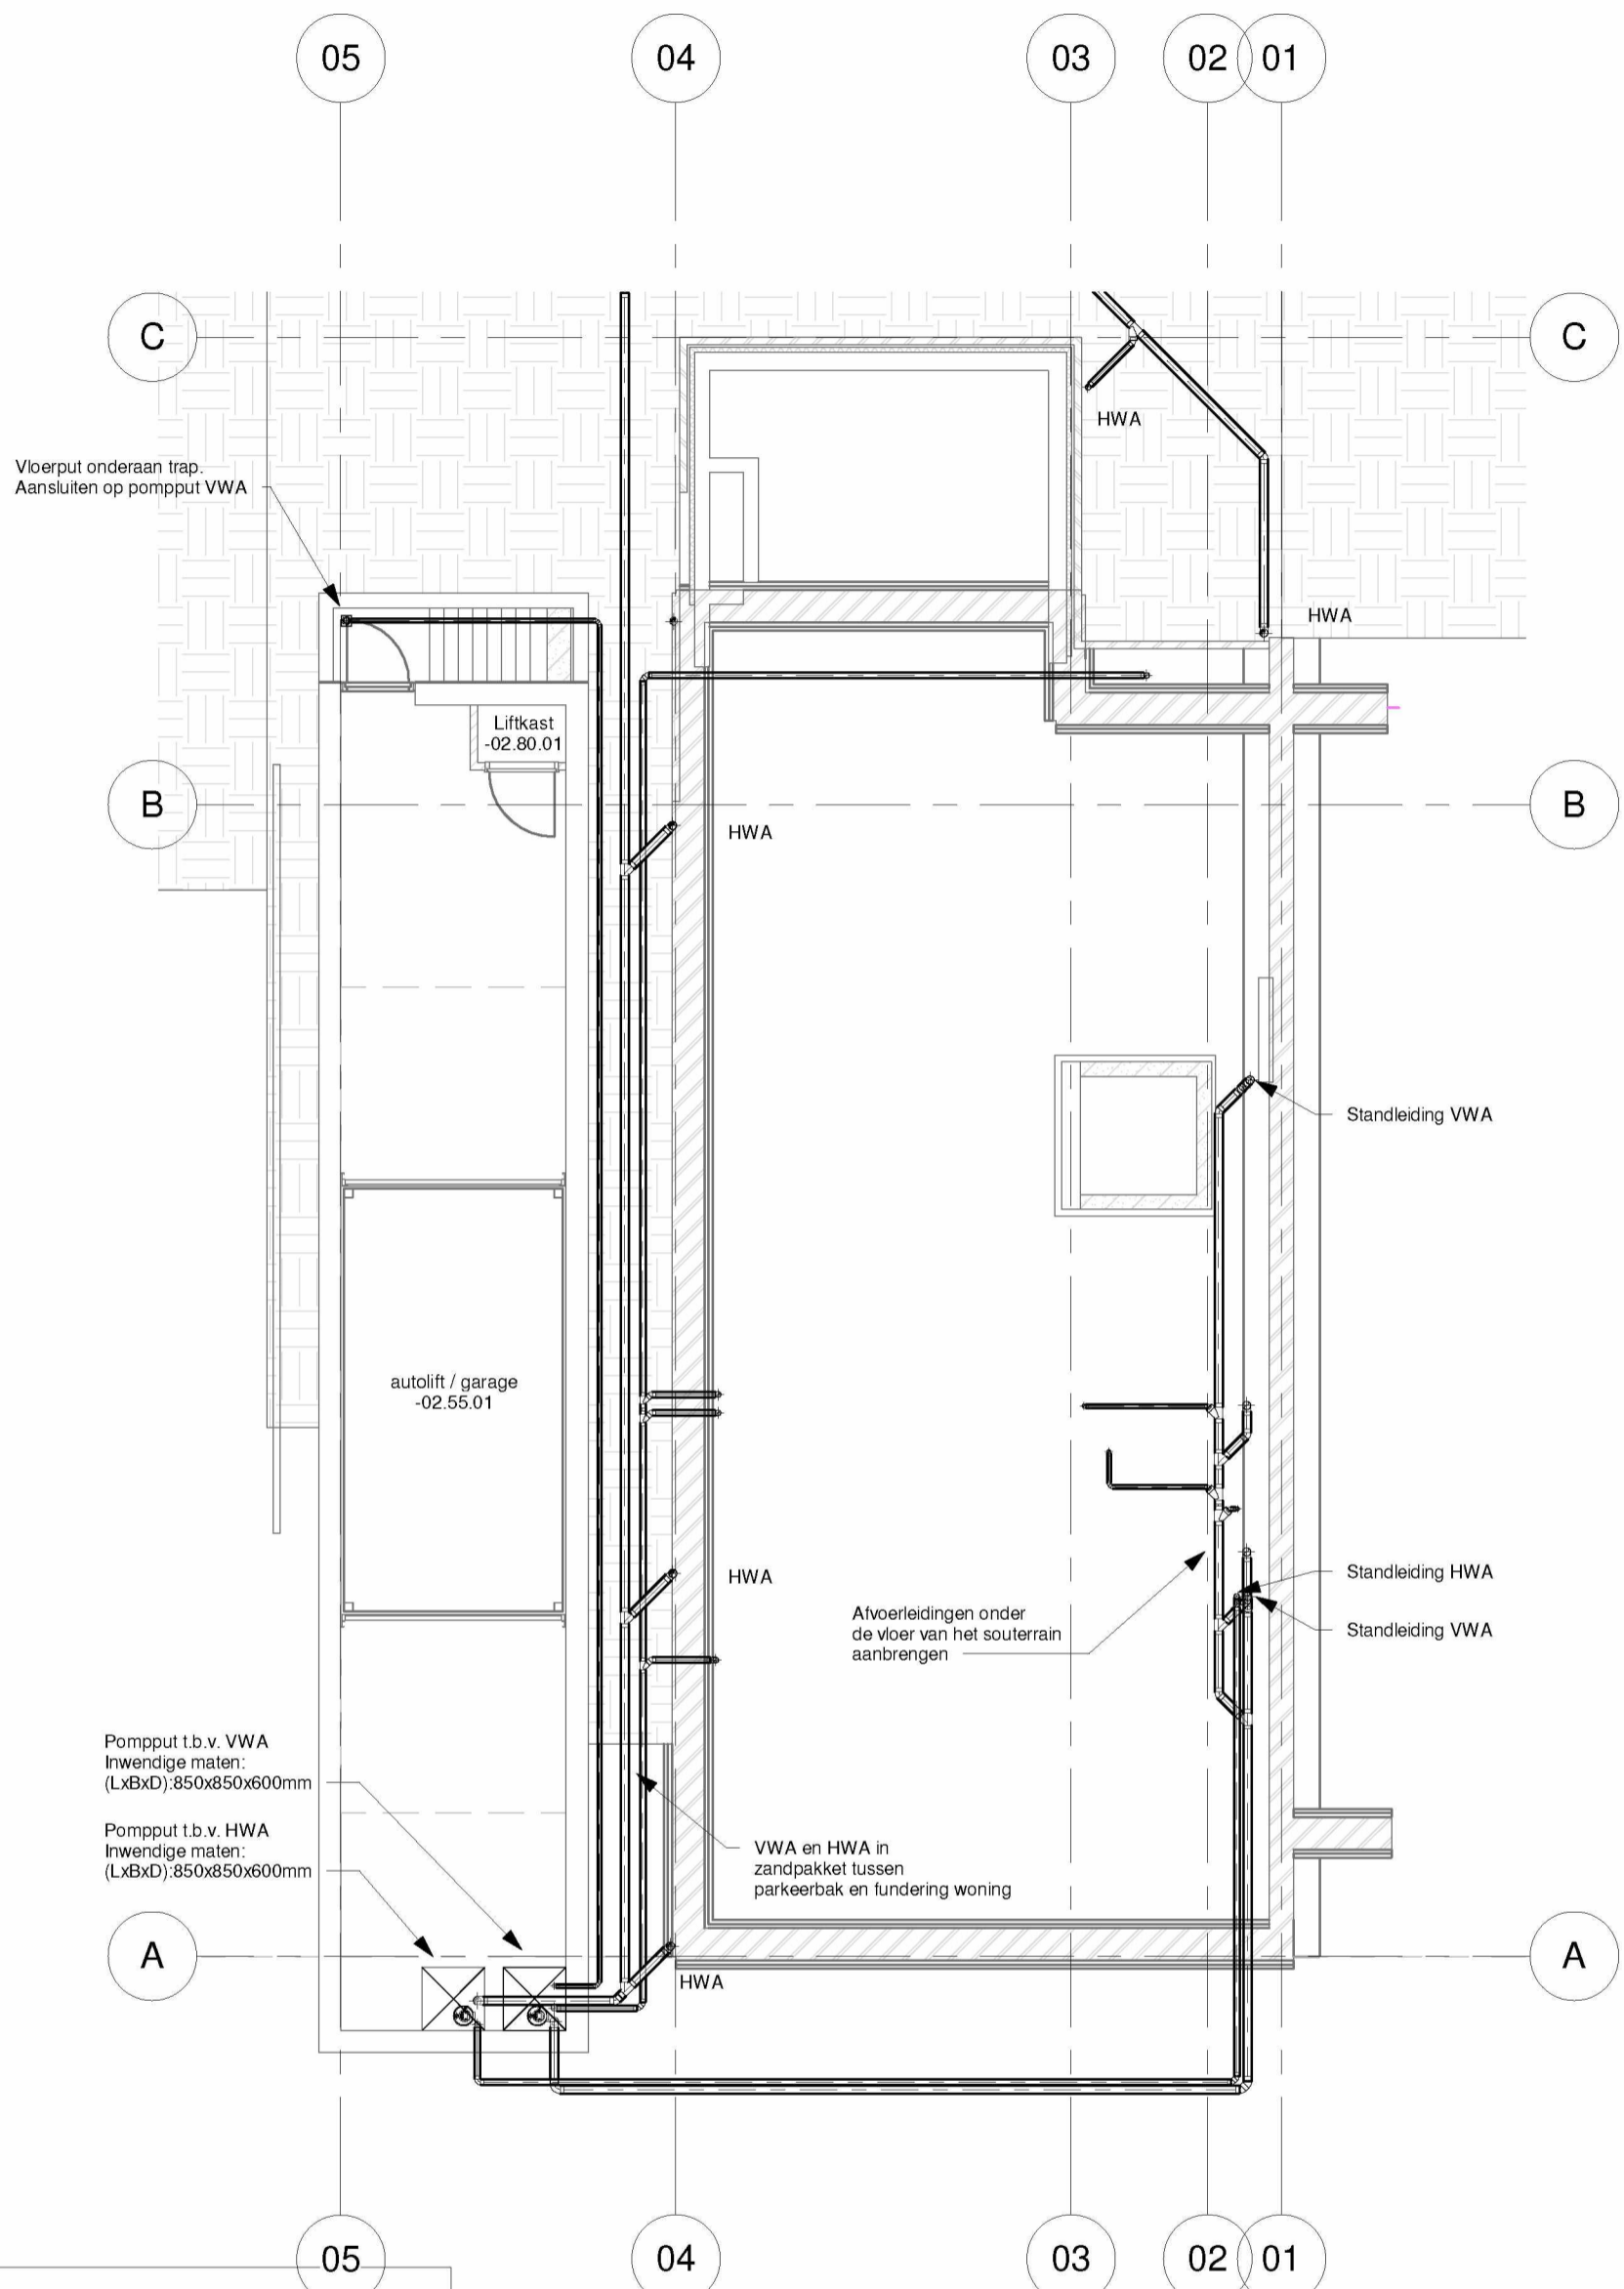 05
04
03
02
01
C
C
HWA
Vloerput onderaan trap.
Aansluiten op pompput VWA
HWA
Liftkast
-02.80.01
B
B
HWA
Standleiding VWA
autolift / garage
-02.55.01
HWA
Standleiding HWA
Afvoerleidingen onder
de vloer van het souterrain
aanbrengen
Standleiding VWA
Pompput t.b.v. VWA
Inwendige maten:
(LxBxD):850x850x600mm
Pompput t.b.v. HWA
Inwendige maten:
(LxBxD):850x850x600mm
VWA en HWA in
zandpakket tussen
parkeerbak en fundering woning
A
A
HWA
05
04
03
02
01